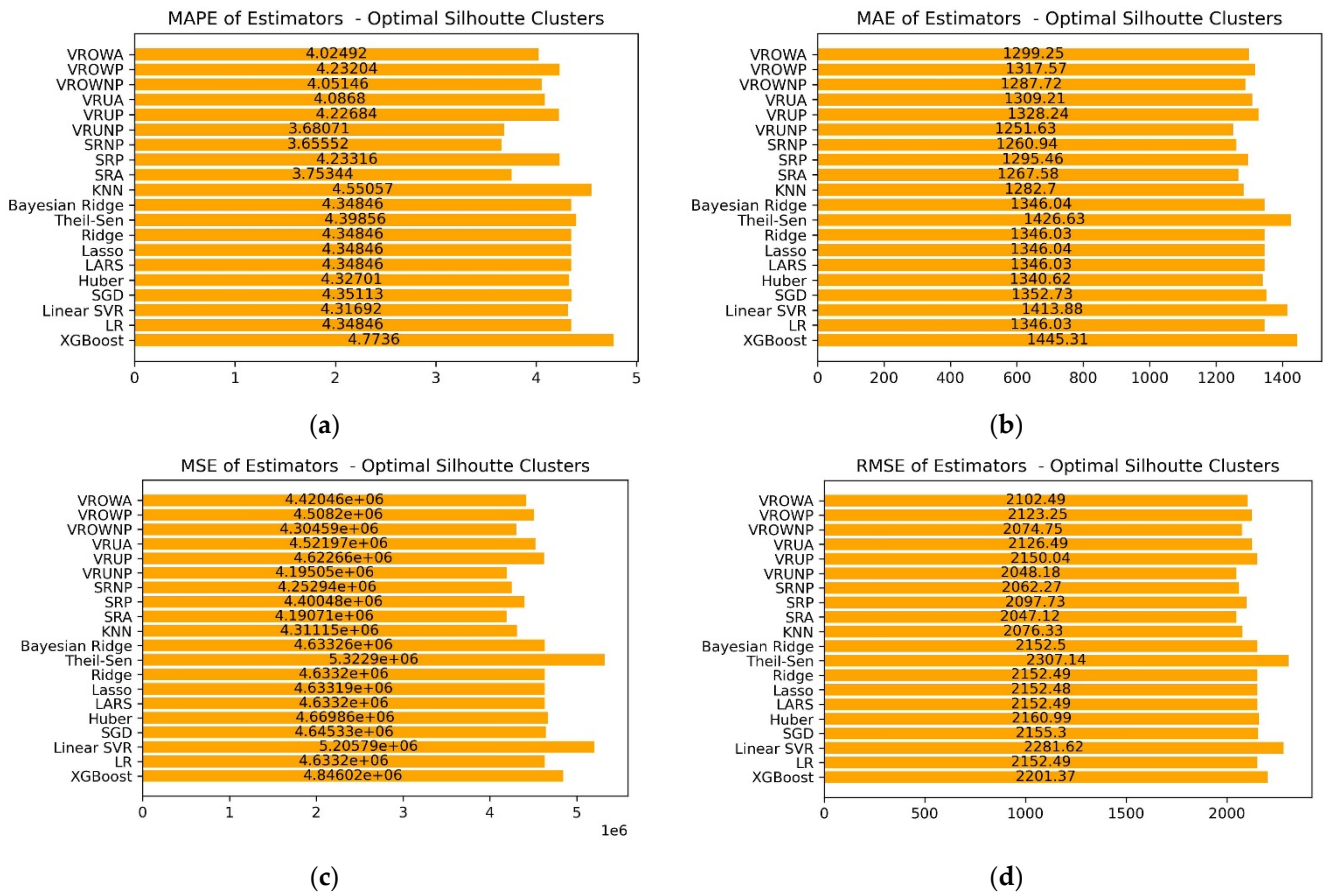 MAPE of Estimators - Optimal Silhoutte Clusters
VROWA 4.02492
VROWP 4.23204
VROWNP 4.05146
VRUA 4.0868
VRUP 4.22684
VRUNP 3.68071
SRNP 3.65552
SRP 4.23316
SRA 3.75344
KNN 4.55057
Bayesian Ridge 4.34846
Theil-Sen 4.39856
Ridge 4.34846
Lasso 4.34846
LARS 4.34846
Huber 4.32701
SGD 4.35113
Linear SVR 4.31692
LR 4.34846
XGBoost 4.7736
0 1 2 3 4 5
(a)
MAE of Estimators - Optimal Silhoutte Clusters
VROWA 1299.25
VROWP 1317.57
VROWNP 1287.72
VRUA 1309.21
VRUP 1328.24
VRUNP 1251.63
SRNP 1260.94
SRP 1295.46
SRA 1267.58
KNN 1282.7
Bayesian Ridge 1346.04
Theil-Sen 1426.63
Ridge 1346.03
Lasso 1346.04
LARS 1346.03
Huber 1340.62
SGD 1352.73
Linear SVR 1413.88
LR 1346.03
XGBoost 1445.31
0 200 400 600 800 1000 1200 1400
(b)
MSE of Estimators - Optimal Silhoutte Clusters
VROWA 4.42046e+06
VROWP 4.5082e+06
VROWNP 4.30459e+06
VRUA 4.52197e+06
VRUP 4.62266e+06
VRUNP 4.19505e+06
SRNP 4.25294e+06
SRP 4.40048e+06
SRA 4.19071e+06
KNN 4.31115e+06
Bayesian Ridge 4.63326e+06
Theil-Sen 5.3229e+06
Ridge 4.6332e+06
Lasso 4.63319e+06
LARS 4.6332e+06
Huber 4.66986e+06
SGD 4.64533e+06
Linear SVR 5.20579e+06
LR 4.6332e+06
XGBoost 4.84602e+06
0 1 2 3 4 5
1e6
(c)
RMSE of Estimators - Optimal Silhoutte Clusters
VROWA 2102.49
VROWP 2123.25
VROWNP 2074.75
VRUA 2126.49
VRUP 2150.04
VRUNP 2048.18
SRNP 2062.27
SRP 2097.73
SRA 2047.12
KNN 2076.33
Bayesian Ridge 2152.5
Theil-Sen 2307.14
Ridge 2152.49
Lasso 2152.48
LARS 2152.49
Huber 2160.99
SGD 2155.3
Linear SVR 2281.62
LR 2152.49
XGBoost 2201.37
0 500 1000 1500 2000
(d)